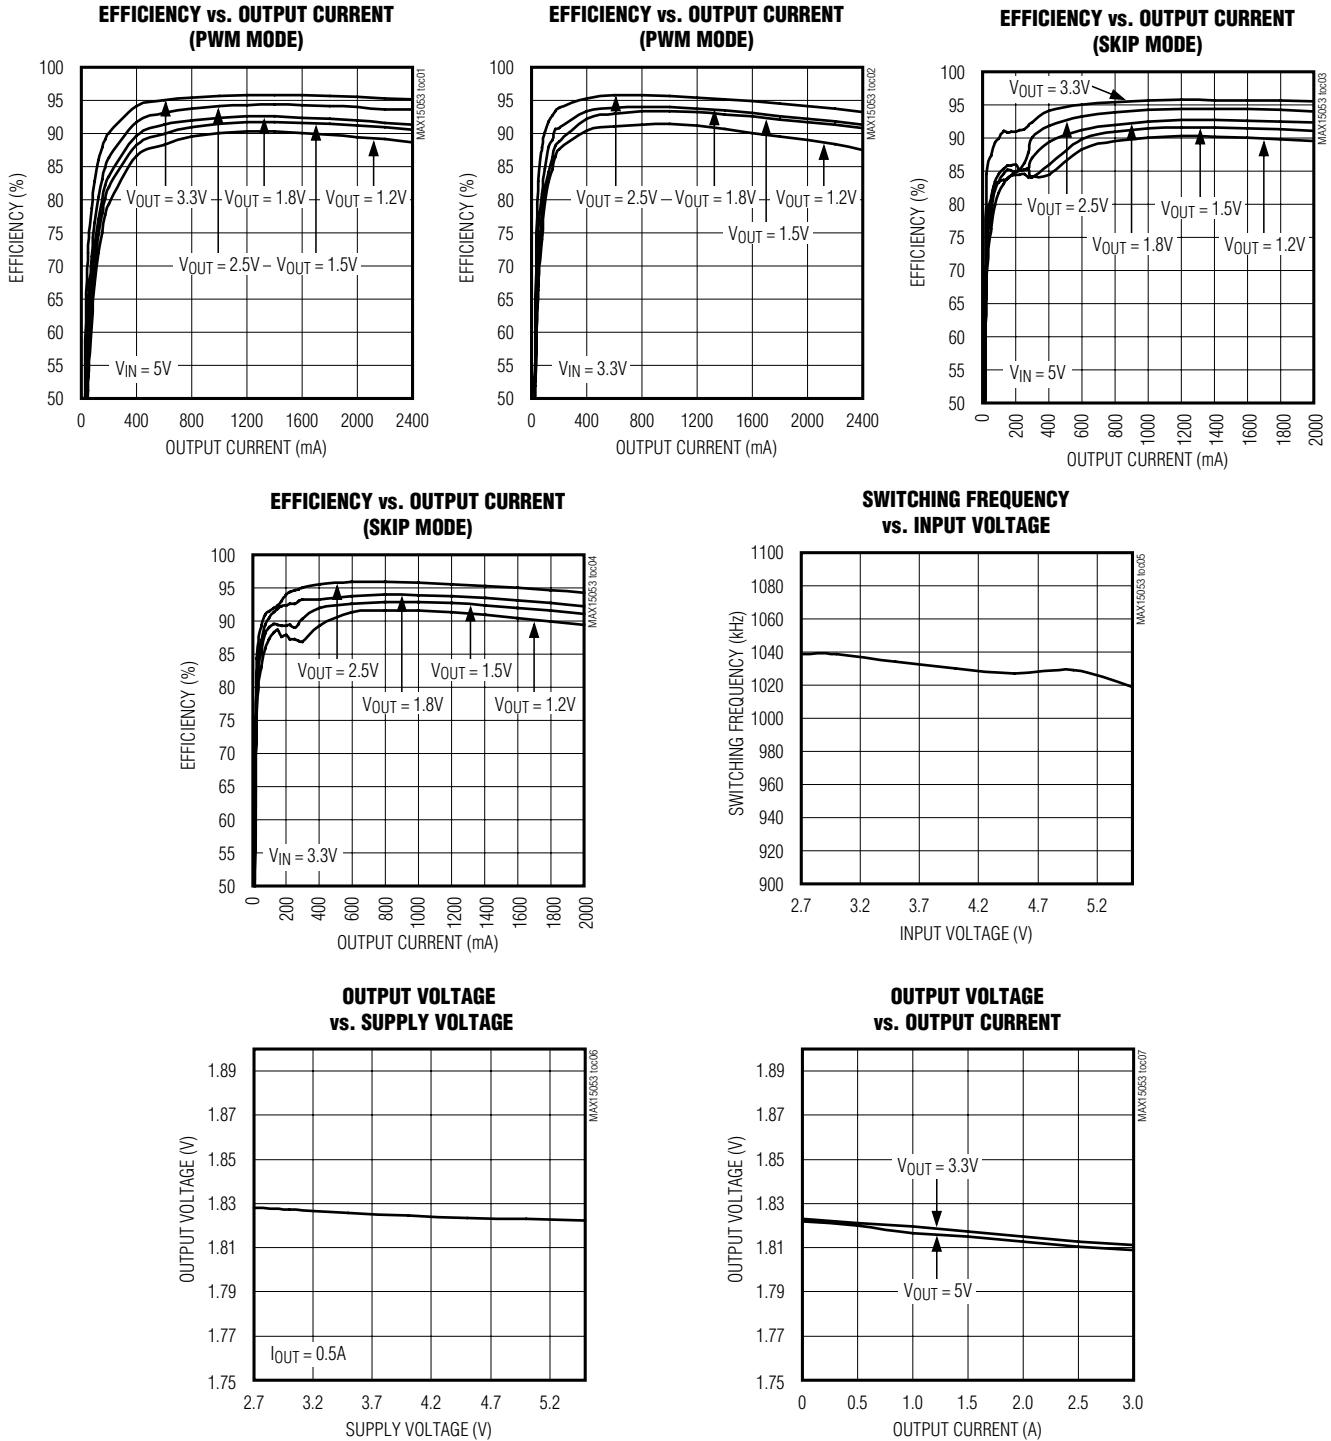 EFFICIENCY vs. OUTPUT CURRENT
(PWM MODE)
MAX15053 toc01
EFFICIENCY (%)
100
95
90
85
80
75
70
65
60
55
50
VOUT = 3.3V
VOUT = 1.8V
VOUT = 1.2V
VOUT = 2.5V
VOUT = 1.5V
VIN = 5V
0 400 800 1200 1600 2000 2400
OUTPUT CURRENT (mA)
EFFICIENCY vs. OUTPUT CURRENT
(PWM MODE)
MAX15053 toc02
EFFICIENCY (%)
100
95
90
85
80
75
70
65
60
55
50
VOUT = 2.5V
VOUT = 1.8V
VOUT = 1.2V
VOUT = 1.5V
VIN = 3.3V
0 400 800 1200 1600 2000 2400
OUTPUT CURRENT (mA)
EFFICIENCY vs. OUTPUT CURRENT
(SKIP MODE)
MAX15053 toc03
EFFICIENCY (%)
100
95
90
85
80
75
70
65
60
55
50
VOUT = 3.3V
VOUT = 2.5V
VOUT = 1.5V
VOUT = 1.8V
VOUT = 1.2V
VIN = 5V
0 200 400 600 800 1000 1200 1400 1600 1800 2000
OUTPUT CURRENT (mA)
EFFICIENCY vs. OUTPUT CURRENT
(SKIP MODE)
MAX15053 toc04
EFFICIENCY (%)
100
95
90
85
80
75
70
65
60
55
50
VOUT = 2.5V
VOUT = 1.5V
VOUT = 1.8V
VOUT = 1.2V
VIN = 3.3V
0 200 400 600 800 1000 1200 1400 1600 1800 2000
OUTPUT CURRENT (mA)
SWITCHING FREQUENCY
vs. INPUT VOLTAGE
MAX15053 toc05
SWITCHING FREQUENCY (kHz)
1100
1080
1060
1040
1020
1000
980
960
940
920
900
2.7 3.2 3.7 4.2 4.7 5.2
INPUT VOLTAGE (V)
OUTPUT VOLTAGE
vs. SUPPLY VOLTAGE
MAX15053 toc06
OUTPUT VOLTAGE (V)
1.89
1.87
1.85
1.83
1.81
1.79
1.77
1.75
IOUT = 0.5A
2.7 3.2 3.7 4.2 4.7 5.2
SUPPLY VOLTAGE (V)
OUTPUT VOLTAGE
vs. OUTPUT CURRENT
MAX15053 toc07
OUTPUT VOLTAGE (V)
1.89
1.87
1.85
1.83
1.81
1.79
1.77
1.75
VOUT = 3.3V
VOUT = 5V
0 0.5 1.0 1.5 2.0 2.5 3.0
OUTPUT CURRENT (A)